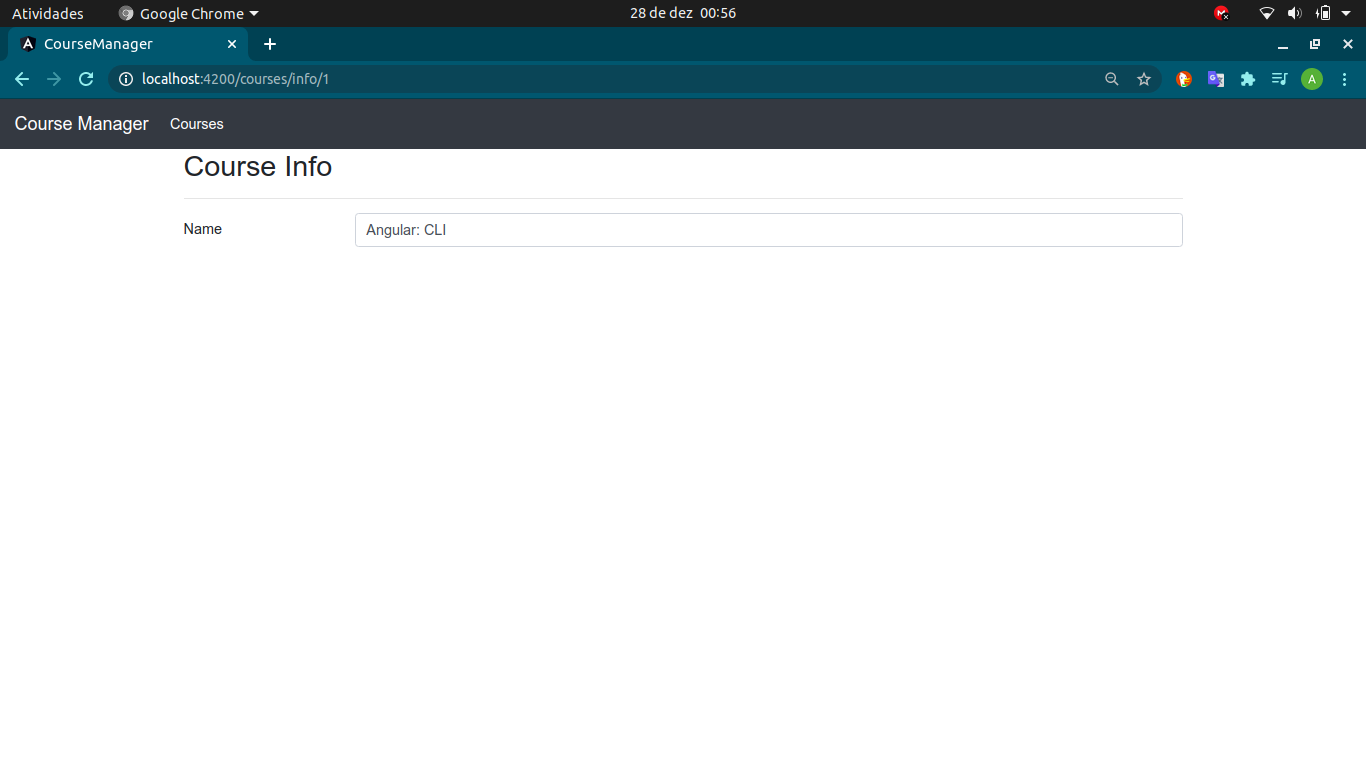 Atividades Google Chrome 28 de dez 00:56
CourseManager
localhost:4200/courses/info/1 A
Course Manager Courses
Course Info
Name Angular: CLI